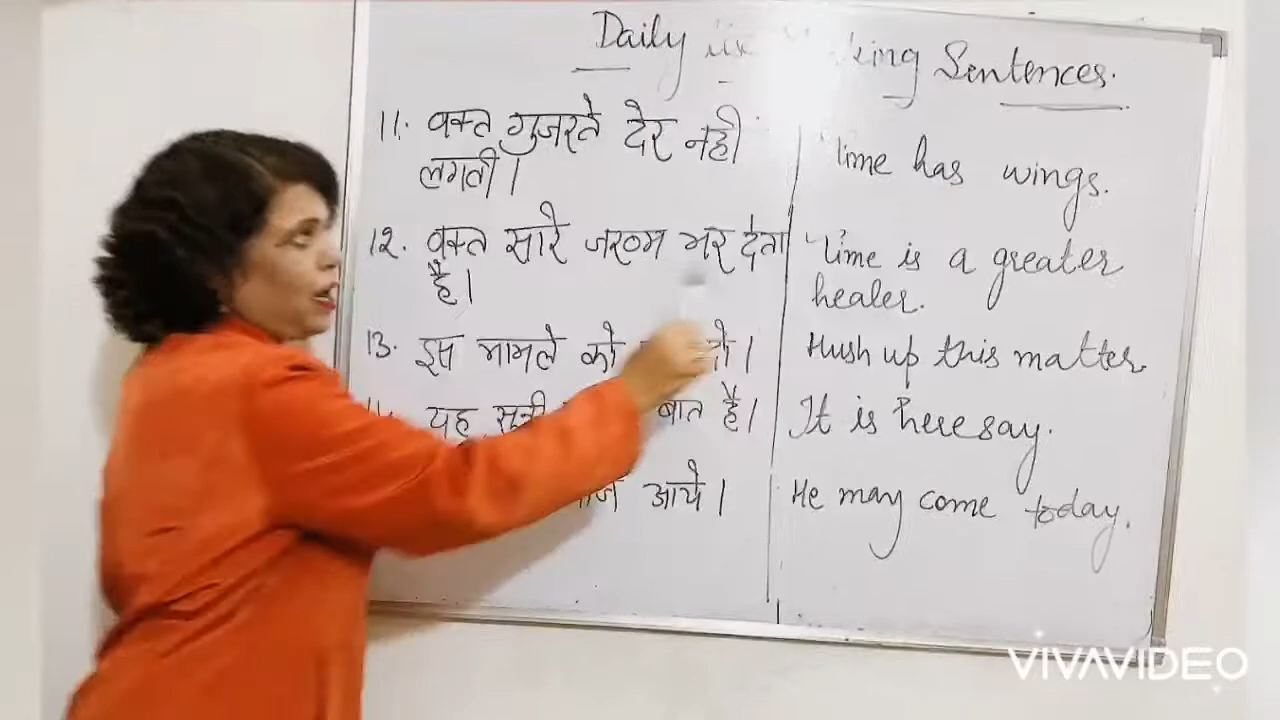 Daily Sentences.
11. वक्त गुजरते देर नही
लगती।
Time has wings.
12. वक्त सारे जख्म भर देता
है।
Time is a greater
healer.
13. इस मामले को
Hush up this matter.
यह सुनी बात है।
It is heresay.
आये।
He may come today.
VIVAVIDEO